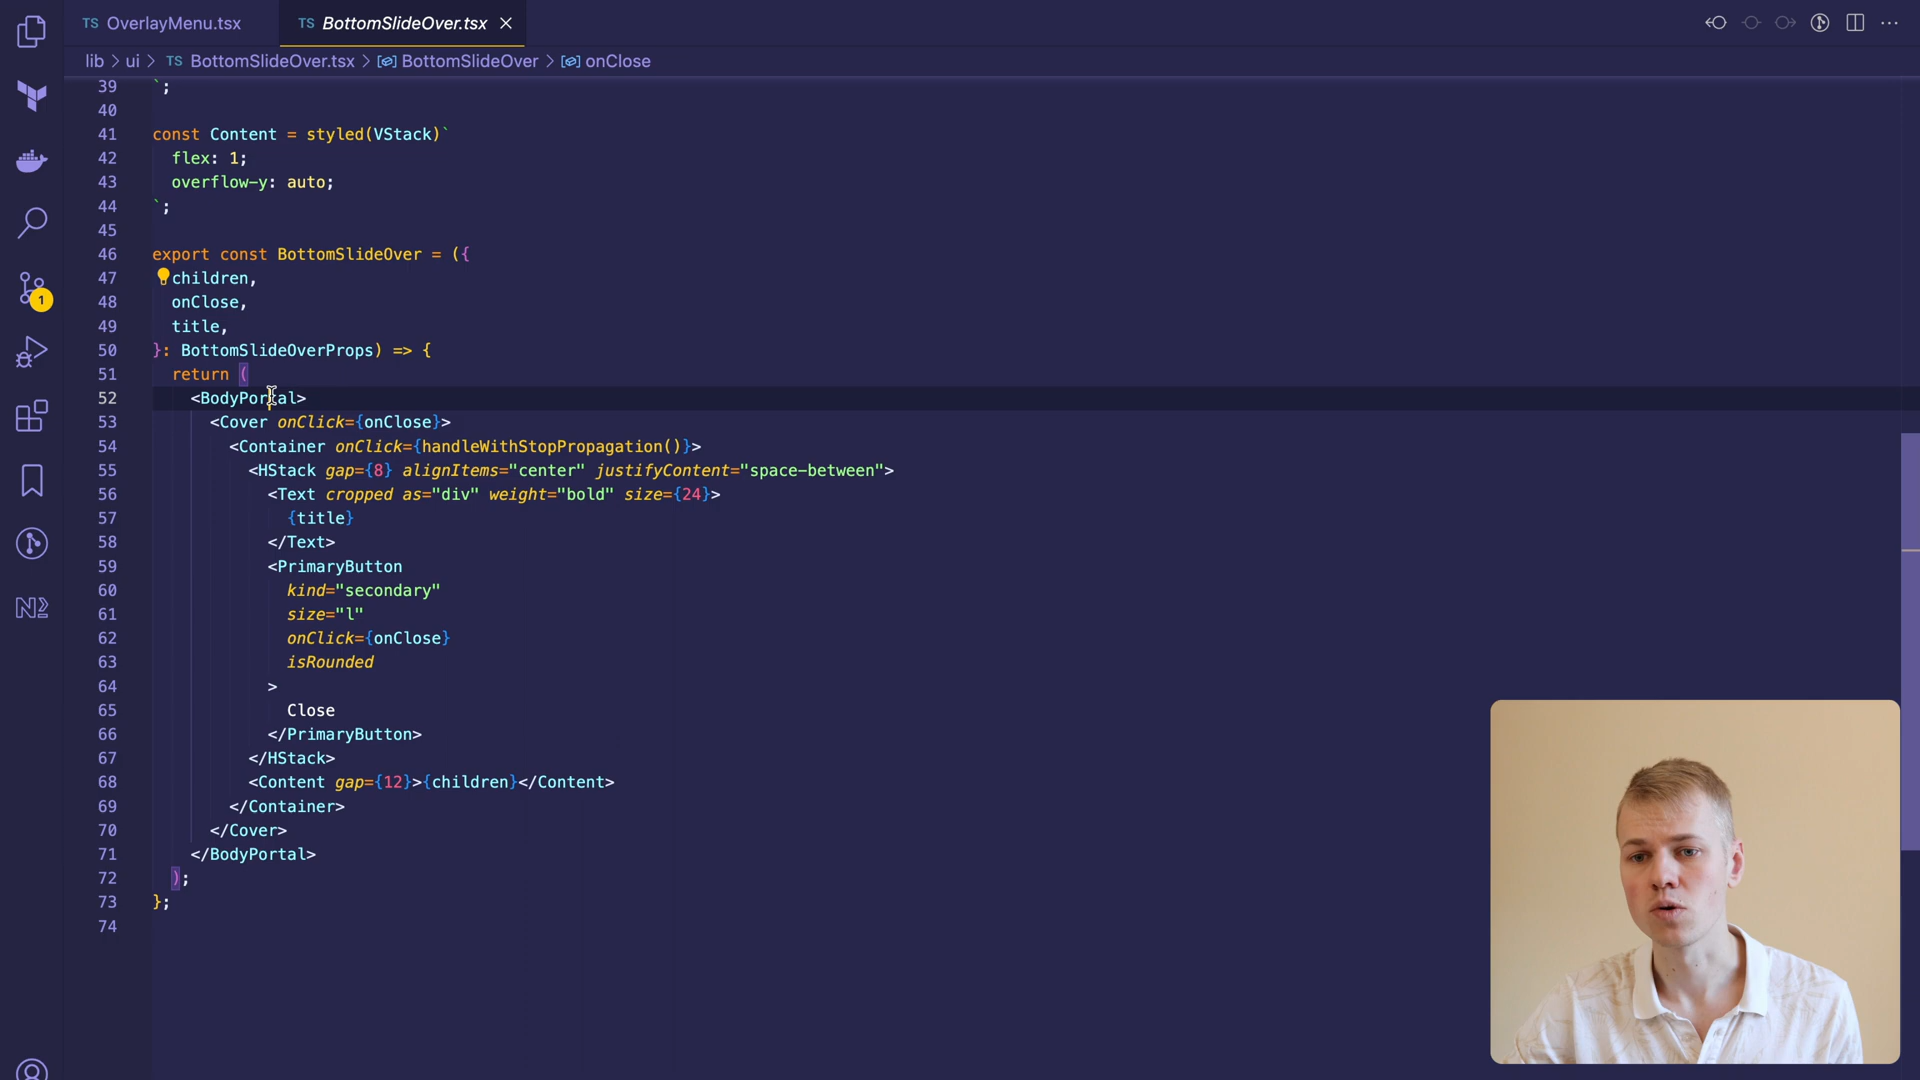 TS OverlayMenu.tsx
TS BottomSlideOver.tsx
lib > ui > TS BottomSlideOver.tsx > BottomSlideOver > onClose
39 `;
40
41 const Content = styled(VStack)`
42 flex: 1;
43 overflow-y: auto;
44 `;
45
46 export const BottomSlideOver = ({
47 children,
48 onClose,
49 title,
50 }: BottomSlideOverProps) => {
51 return (
52 <BodyPortal>
53 <Cover onClick={onClose}>
54 <Container onClick={handleWithStopPropagation()}>
55 <HStack gap={8} alignItems="center" justifyContent="space-between">
56 <Text cropped as="div" weight="bold" size={24}>
57 {title}
58 </Text>
59 <PrimaryButton
60 kind="secondary"
61 size="l"
62 onClick={onClose}
63 isRounded
64 >
65 Close
66 </PrimaryButton>
67 </HStack>
68 <Content gap={12}>{children}</Content>
69 </Container>
70 </Cover>
71 </BodyPortal>
72 );
73 };
74
1